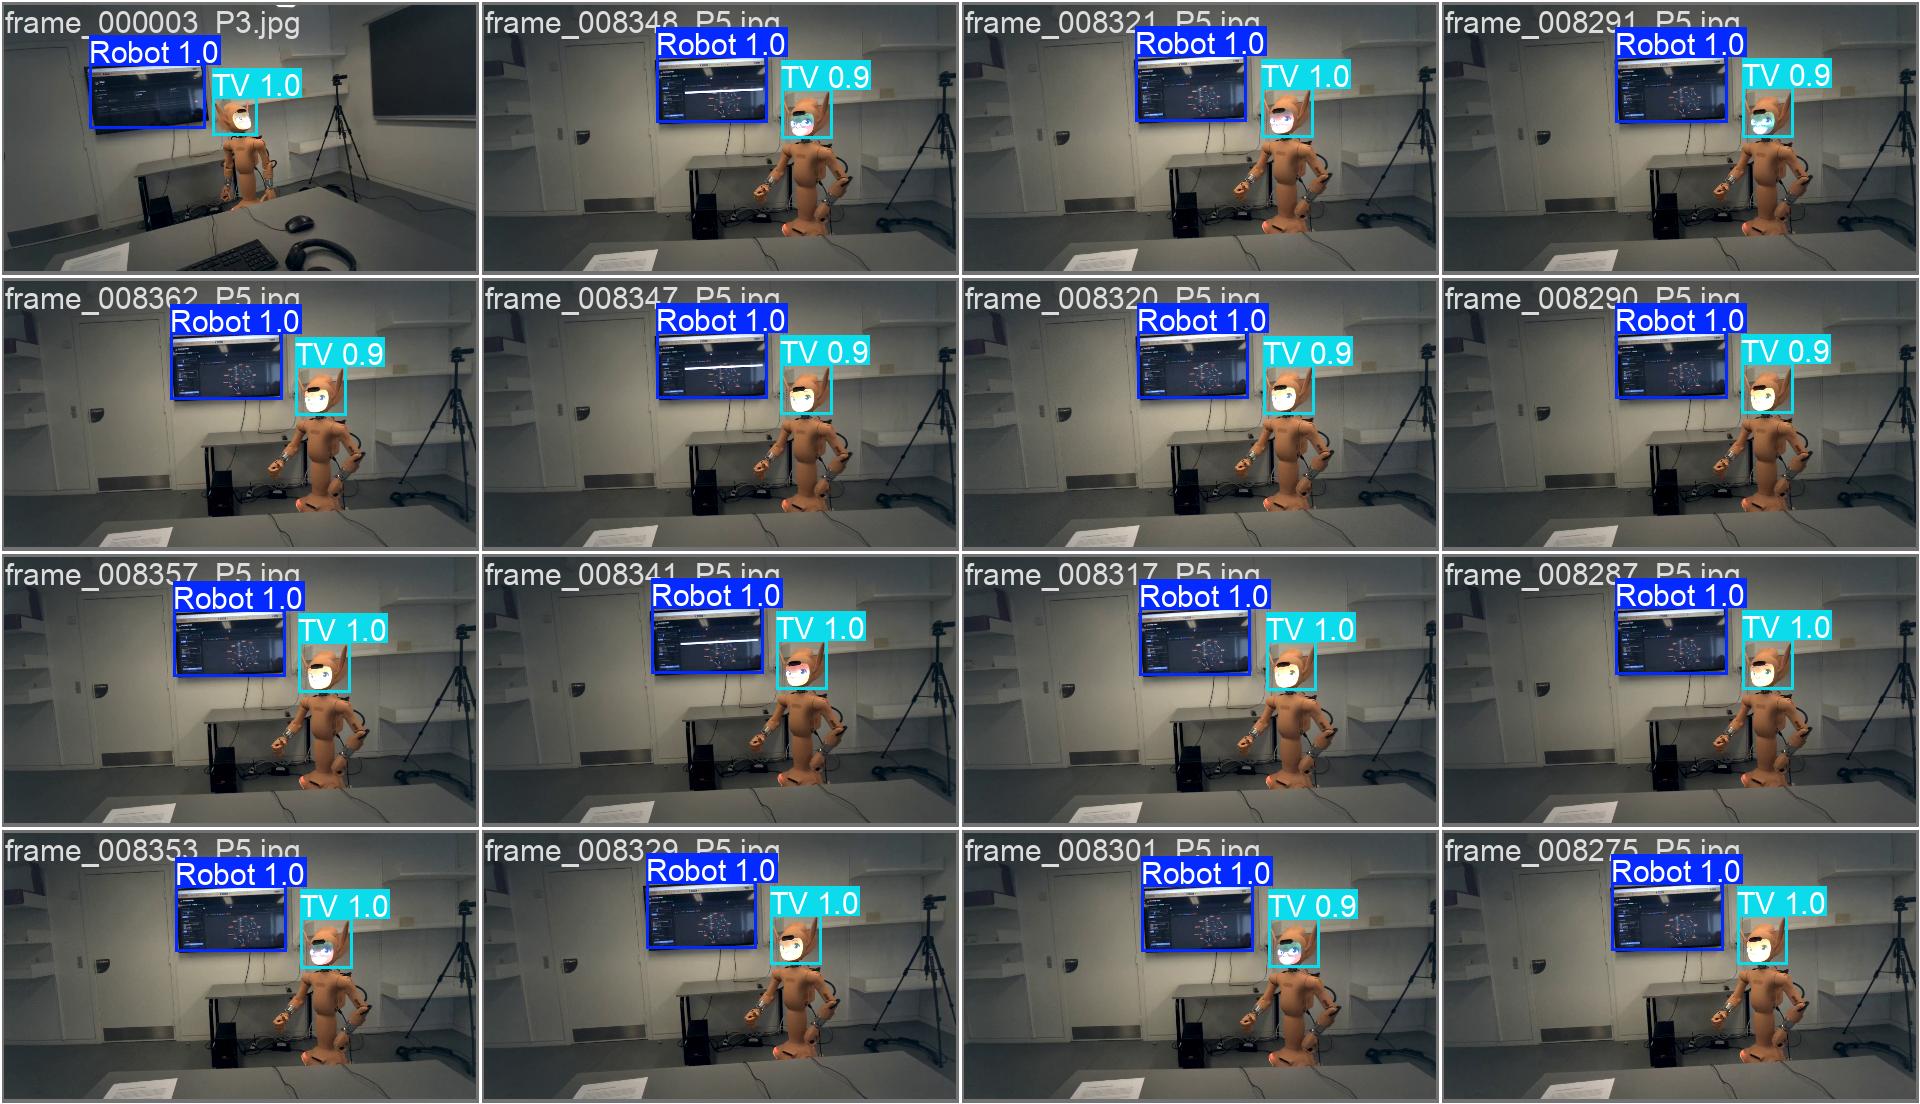 frame_000003_P3.jpg
Robot 1.0
TV 1.0
frame_008348_P5.jpg
Robot 1.0
TV 0.9
frame_008321_P5.jpg
Robot 1.0
TV 1.0
frame_008291_P5.jpg
Robot 1.0
TV 0.9
frame_008362_P5.jpg
Robot 1.0
TV 0.9
frame_008347_P5.jpg
Robot 1.0
TV 0.9
frame_008320_P5.jpg
Robot 1.0
TV 0.9
frame_008290_P5.jpg
Robot 1.0
TV 0.9
frame_008357_P5.jpg
Robot 1.0
TV 1.0
frame_008341_P5.jpg
Robot 1.0
TV 1.0
frame_008317_P5.jpg
Robot 1.0
TV 1.0
frame_008287_P5.jpg
Robot 1.0
TV 1.0
frame_008353_P5.jpg
Robot 1.0
TV 1.0
frame_008329_P5.jpg
Robot 1.0
TV 1.0
frame_008301_P5.jpg
Robot 1.0
TV 0.9
frame_008275_P5.jpg
Robot 1.0
TV 1.0